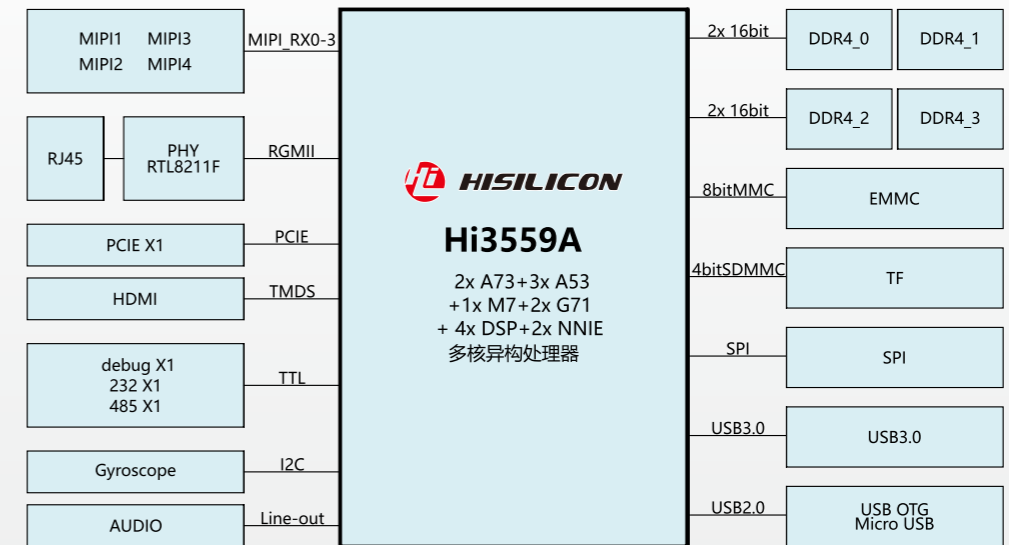 MIPI1 MIPI3
MIPI2 MIPI4
MIPI_RX0-3
RJ45
PHY
RTL8211F
RGMII
PCIE X1
PCIE
HDMI
TMDS
debug X1
232 X1
485 X1
TTL
Gyroscope
I2C
AUDIO
Line-out
Hi HISILICON
Hi3559A
2x A73+3x A53
+1x M7+2x G71
+ 4x DSP+2x NNIE
多核异构处理器
2x 16bit
DDR4_0
DDR4_1
2x 16bit
DDR4_2
DDR4_3
8bitMMC
EMMC
4bitSDMMC
TF
SPI
SPI
USB3.0
USB3.0
USB2.0
USB OTG
Micro USB